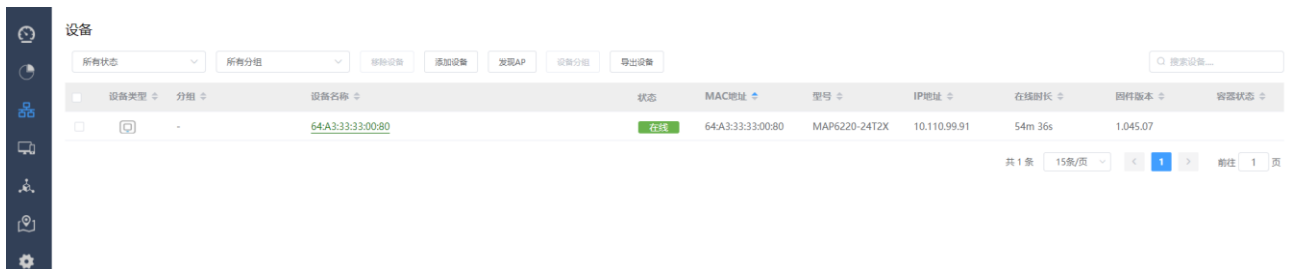 设备
所有状态 所有分组 移除设备 添加设备 发现AP 设备分组 导出设备 搜索设备...
设备类型 分组 设备名称 状态 MAC地址 型号 IP地址 在线时长 固件版本 容器状态
- 64:A3:33:33:00:80 在线 64:A3:33:33:00:80 MAP6220-24T2X 10.110.99.91 54m 36s 1.045.07
共 1 条 15条/页 < 1 > 前往 1 页